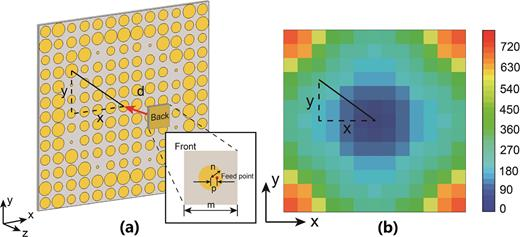 y
x
d
Back
Front
n
Feed point
p
m
y
x
z
(a)
y
x
y
x
(b)
720
630
540
450
360
270
180
90
0